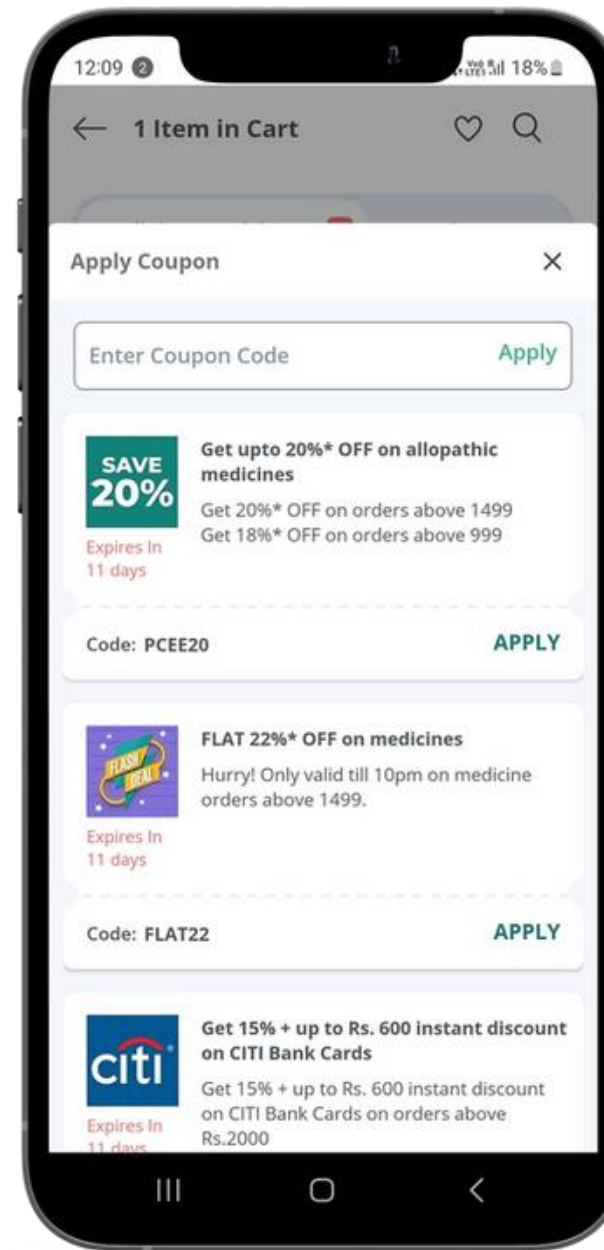 12:09 2 18%
1 Item in Cart
Apply Coupon
Enter Coupon Code Apply
SAVE
20%
Expires In
11 days
Get upto 20%* OFF on allopathic
medicines
Get 20%* OFF on orders above 1499
Get 18%* OFF on orders above 999
Code: PCEE20 APPLY
FLASH
DEAL
Expires In
11 days
FLAT 22%* OFF on medicines
Hurry! Only valid till 10pm on medicine
orders above 1499.
Code: FLAT22 APPLY
citi
Expires In
11 days
Get 15% + up to Rs. 600 instant discount
on CITI Bank Cards
Get 15% + up to Rs. 600 instant discount
on CITI Bank Cards on orders above
Rs.2000